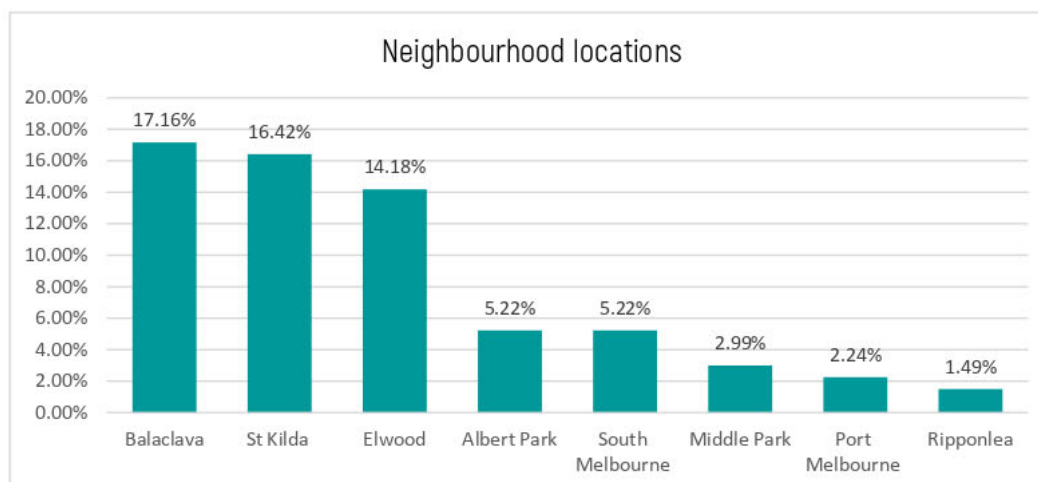 Neighbourhood locations
20.00%
18.00%
16.00%
14.00%
12.00%
10.00%
8.00%
6.00%
4.00%
2.00%
0.00%
17.16%
16.42%
14.18%
5.22%
5.22%
2.99%
2.24%
1.49%
Balaclava
St Kilda
Elwood
Albert Park
South
Melbourne
Middle Park
Port
Melbourne
Ripponlea